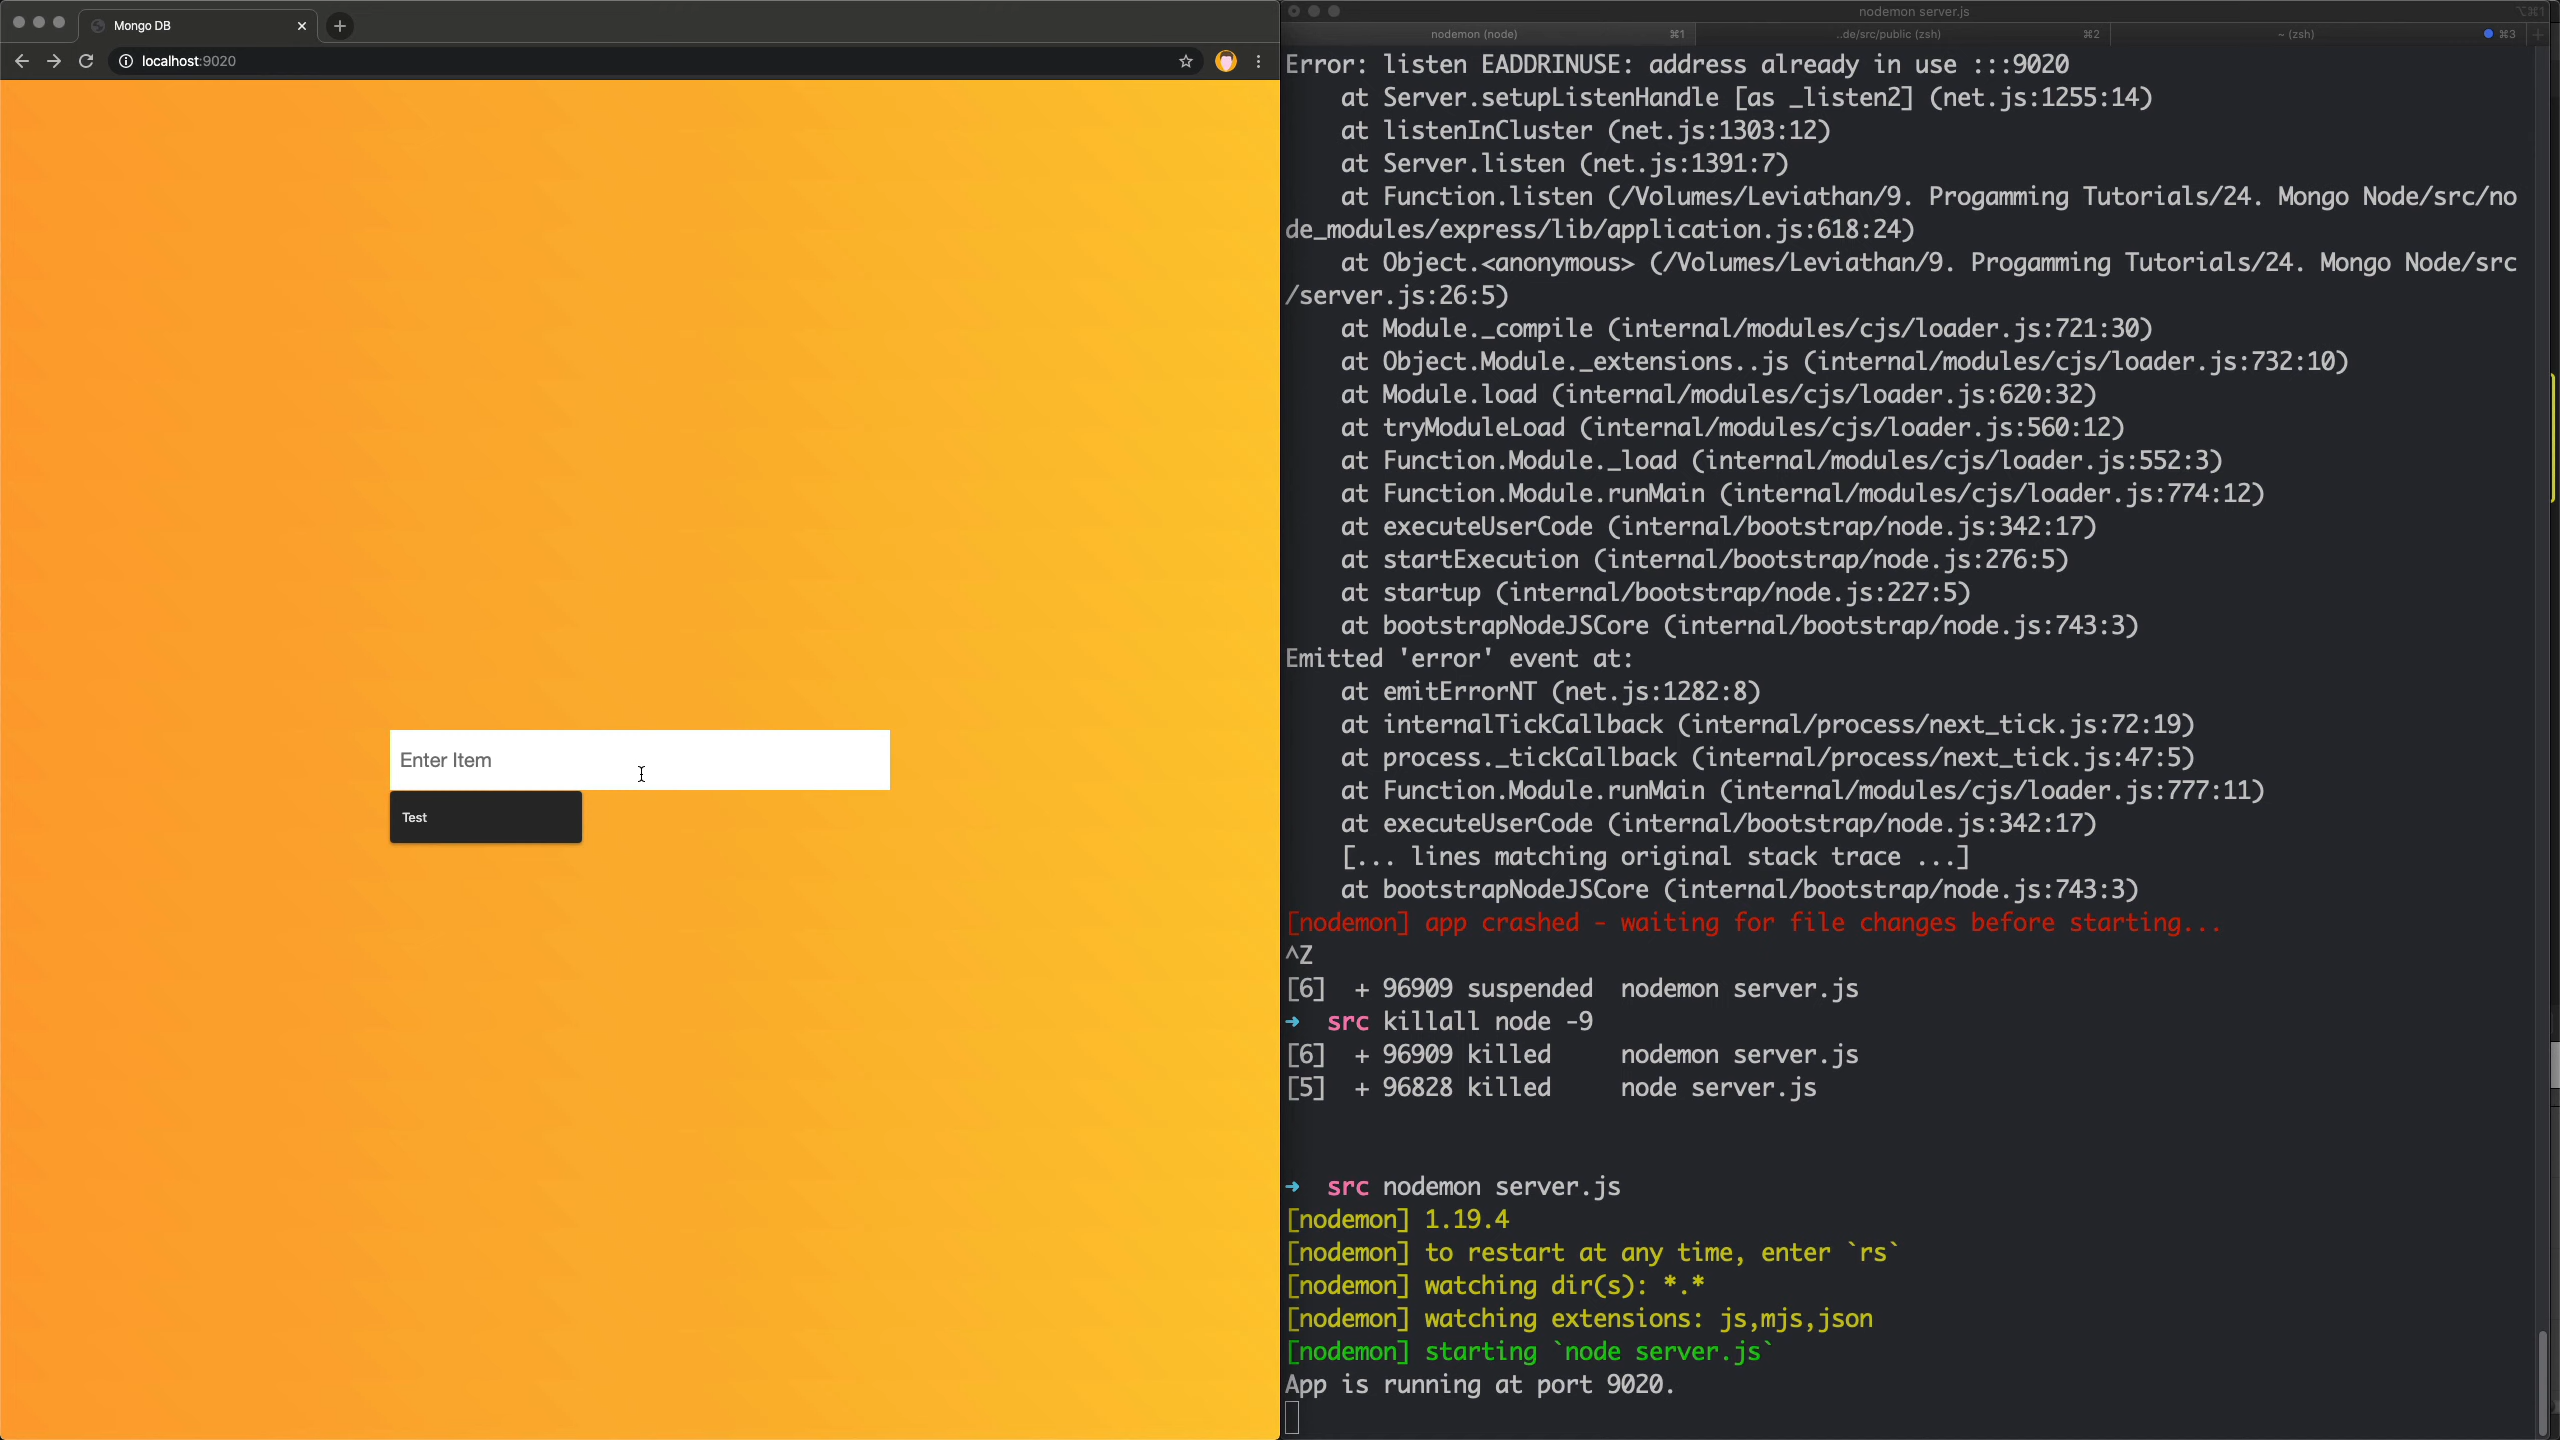 Mongo DB
localhost:9020
Enter Item
Test
nodemon server.js
⌥⌘1
nodemon (node) ⌘1
..de/src/public (zsh) ⌘2
~ (zsh) ⌘3
Error: listen EADDRINUSE: address already in use :::9020
at Server.setupListenHandle [as _listen2] (net.js:1255:14)
at listenInCluster (net.js:1303:12)
at Server.listen (net.js:1391:7)
at Function.listen (/Volumes/Leviathan/9. Progamming Tutorials/24. Mongo Node/src/no
de_modules/express/lib/application.js:618:24)
at Object.<anonymous> (/Volumes/Leviathan/9. Progamming Tutorials/24. Mongo Node/src
/server.js:26:5)
at Module._compile (internal/modules/cjs/loader.js:721:30)
at Object.Module._extensions..js (internal/modules/cjs/loader.js:732:10)
at Module.load (internal/modules/cjs/loader.js:620:32)
at tryModuleLoad (internal/modules/cjs/loader.js:560:12)
at Function.Module._load (internal/modules/cjs/loader.js:552:3)
at Function.Module.runMain (internal/modules/cjs/loader.js:774:12)
at executeUserCode (internal/bootstrap/node.js:342:17)
at startExecution (internal/bootstrap/node.js:276:5)
at startup (internal/bootstrap/node.js:227:5)
at bootstrapNodeJSCore (internal/bootstrap/node.js:743:3)
Emitted 'error' event at:
at emitErrorNT (net.js:1282:8)
at internalTickCallback (internal/process/next_tick.js:72:19)
at process._tickCallback (internal/process/next_tick.js:47:5)
at Function.Module.runMain (internal/modules/cjs/loader.js:777:11)
at executeUserCode (internal/bootstrap/node.js:342:17)
[... lines matching original stack trace ...]
at bootstrapNodeJSCore (internal/bootstrap/node.js:743:3)
[nodemon] app crashed - waiting for file changes before starting...
^Z
[6]  + 96909 suspended  nodemon server.js
➜  src killall node -9
[6]  + 96909 killed     nodemon server.js
[5]  + 96828 killed     node server.js
➜  src nodemon server.js
[nodemon] 1.19.4
[nodemon] to restart at any time, enter `rs`
[nodemon] watching dir(s): *.*
[nodemon] watching extensions: js,mjs,json
[nodemon] starting `node server.js`
App is running at port 9020.